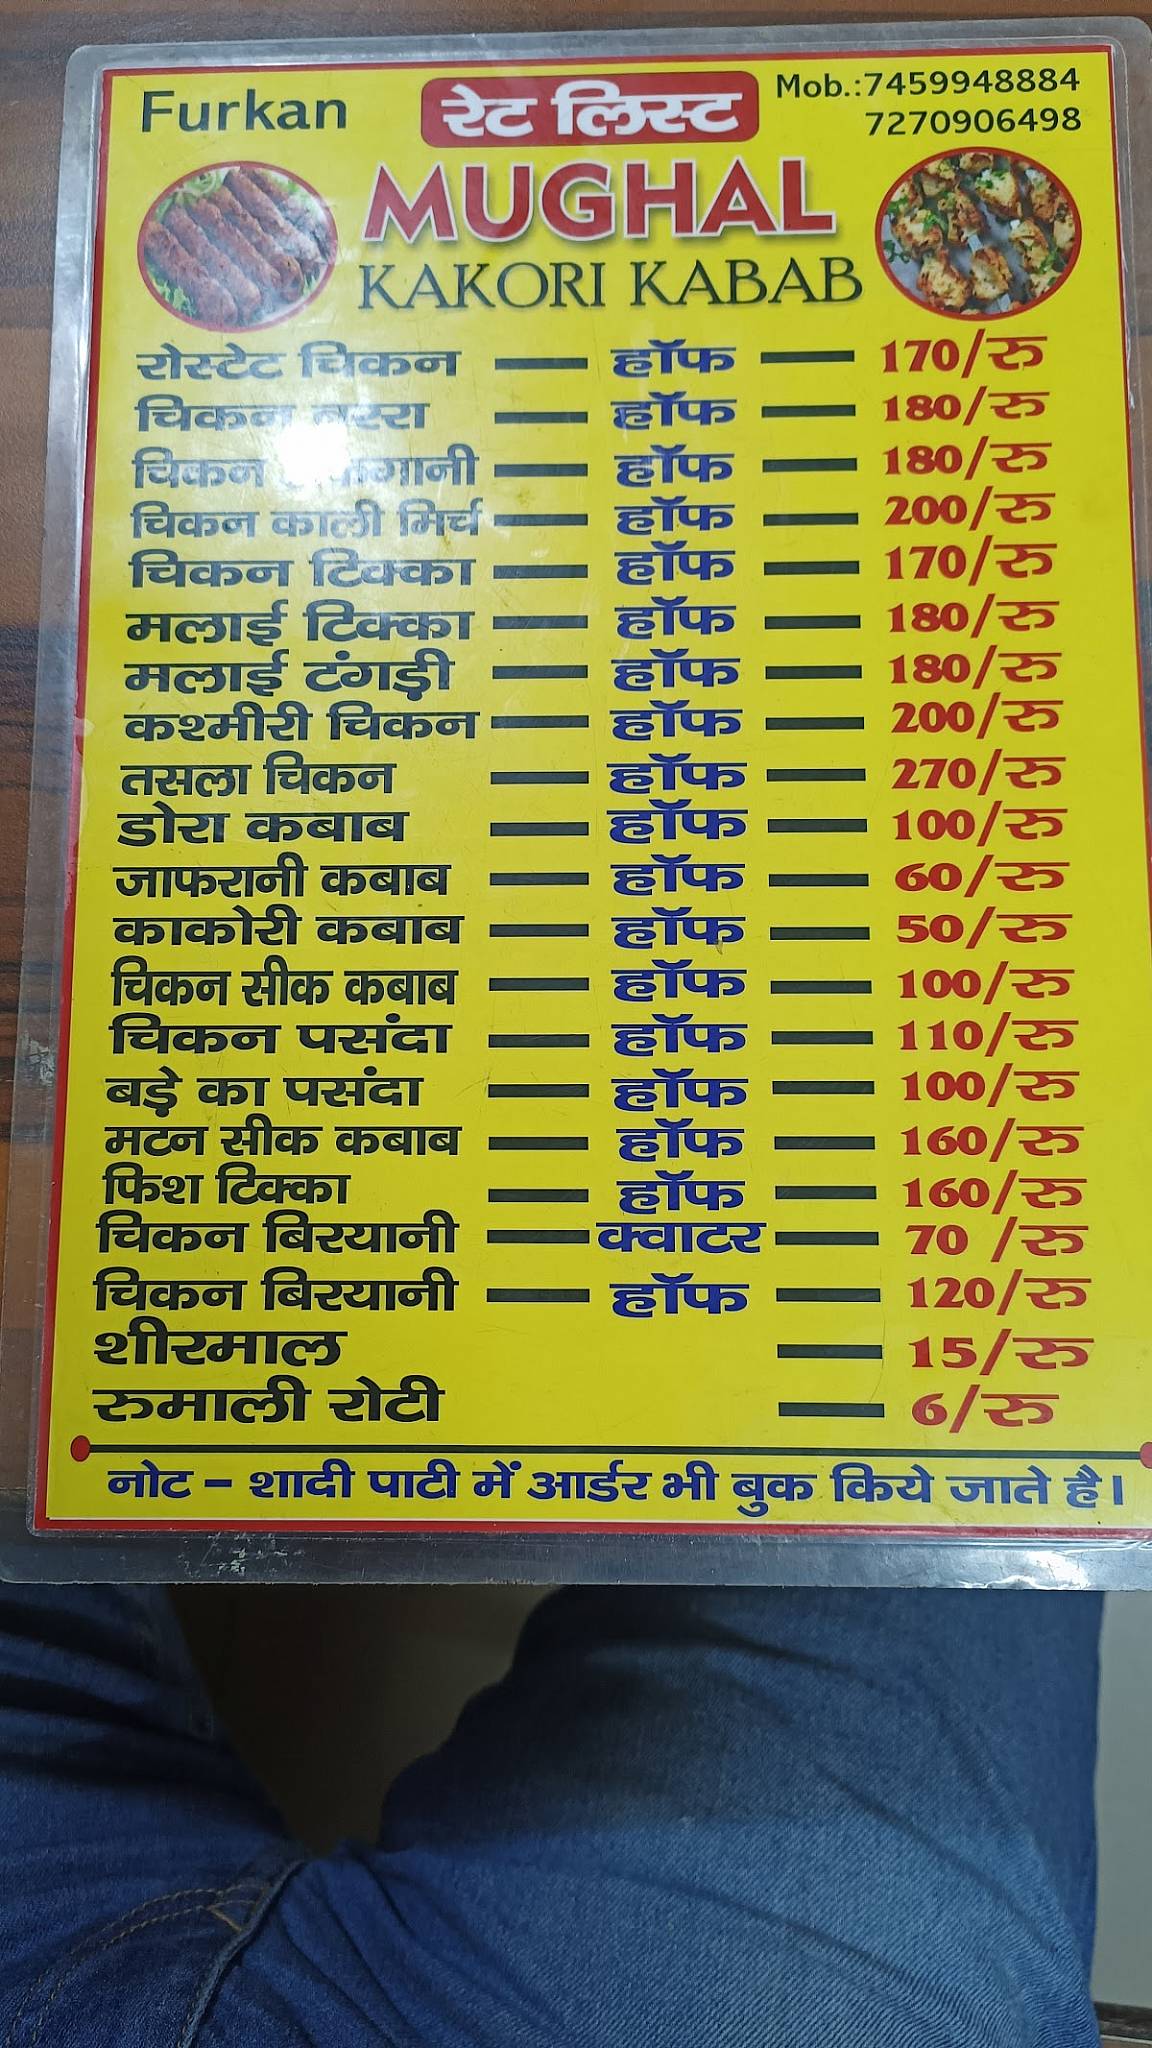 Furkan
रेट लिस्ट
Mob.:7459948884
7270906498
MUGHAL
KAKORI KABAB
रोस्टेट चिकन — हॉफ — 170/रु
चिकन — हॉफ — 180/रु
चिकन — हॉफ — 180/रु
चिकन काली मिर्च — हॉफ — 200/रु
चिकन टिक्का — हॉफ — 170/रु
मलाई टिक्का — हॉफ — 180/रु
मलाई टंगड़ी — हॉफ — 180/रु
कश्मीरी चिकन — हॉफ — 200/रु
तसला चिकन — हॉफ — 270/रु
डोरा कबाब — हॉफ — 100/रु
जाफरानी कबाब — हॉफ — 60/रु
काकोरी कबाब — हॉफ — 50/रु
चिकन सीक कबाब — हॉफ — 100/रु
चिकन पसंदा — हॉफ — 110/रु
बड़े का पसंदा — हॉफ — 100/रु
मटन सीक कबाब — हॉफ — 160/रु
फिश टिक्का — हॉफ — 160/रु
चिकन बिरयानी — क्वाटर — 70 /रु
चिकन बिरयानी — हॉफ — 120/रु
शीरमाल — 15/रु
रुमाली रोटी — 6/रु
नोट – शादी पाटी में आर्डर भी बुक किये जाते है।